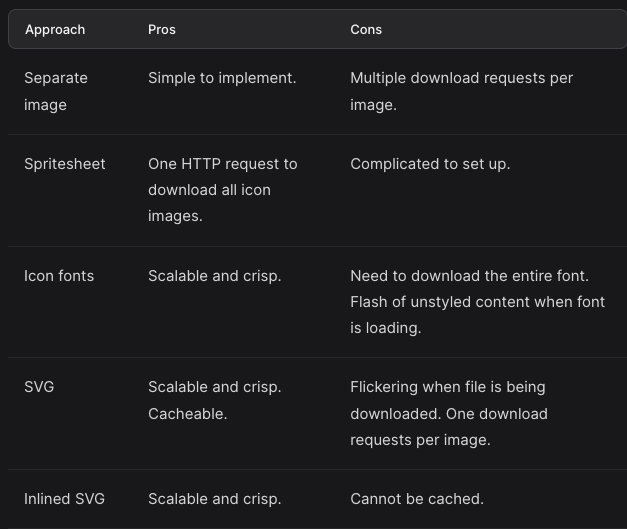 Approach Pros Cons
Separate image Simple to implement. Multiple download requests per image.
Spritesheet One HTTP request to download all icon images. Complicated to set up.
Icon fonts Scalable and crisp. Need to download the entire font. Flash of unstyled content when font is loading.
SVG Scalable and crisp. Cacheable. Flickering when file is being downloaded. One download requests per image.
Inlined SVG Scalable and crisp. Cannot be cached.